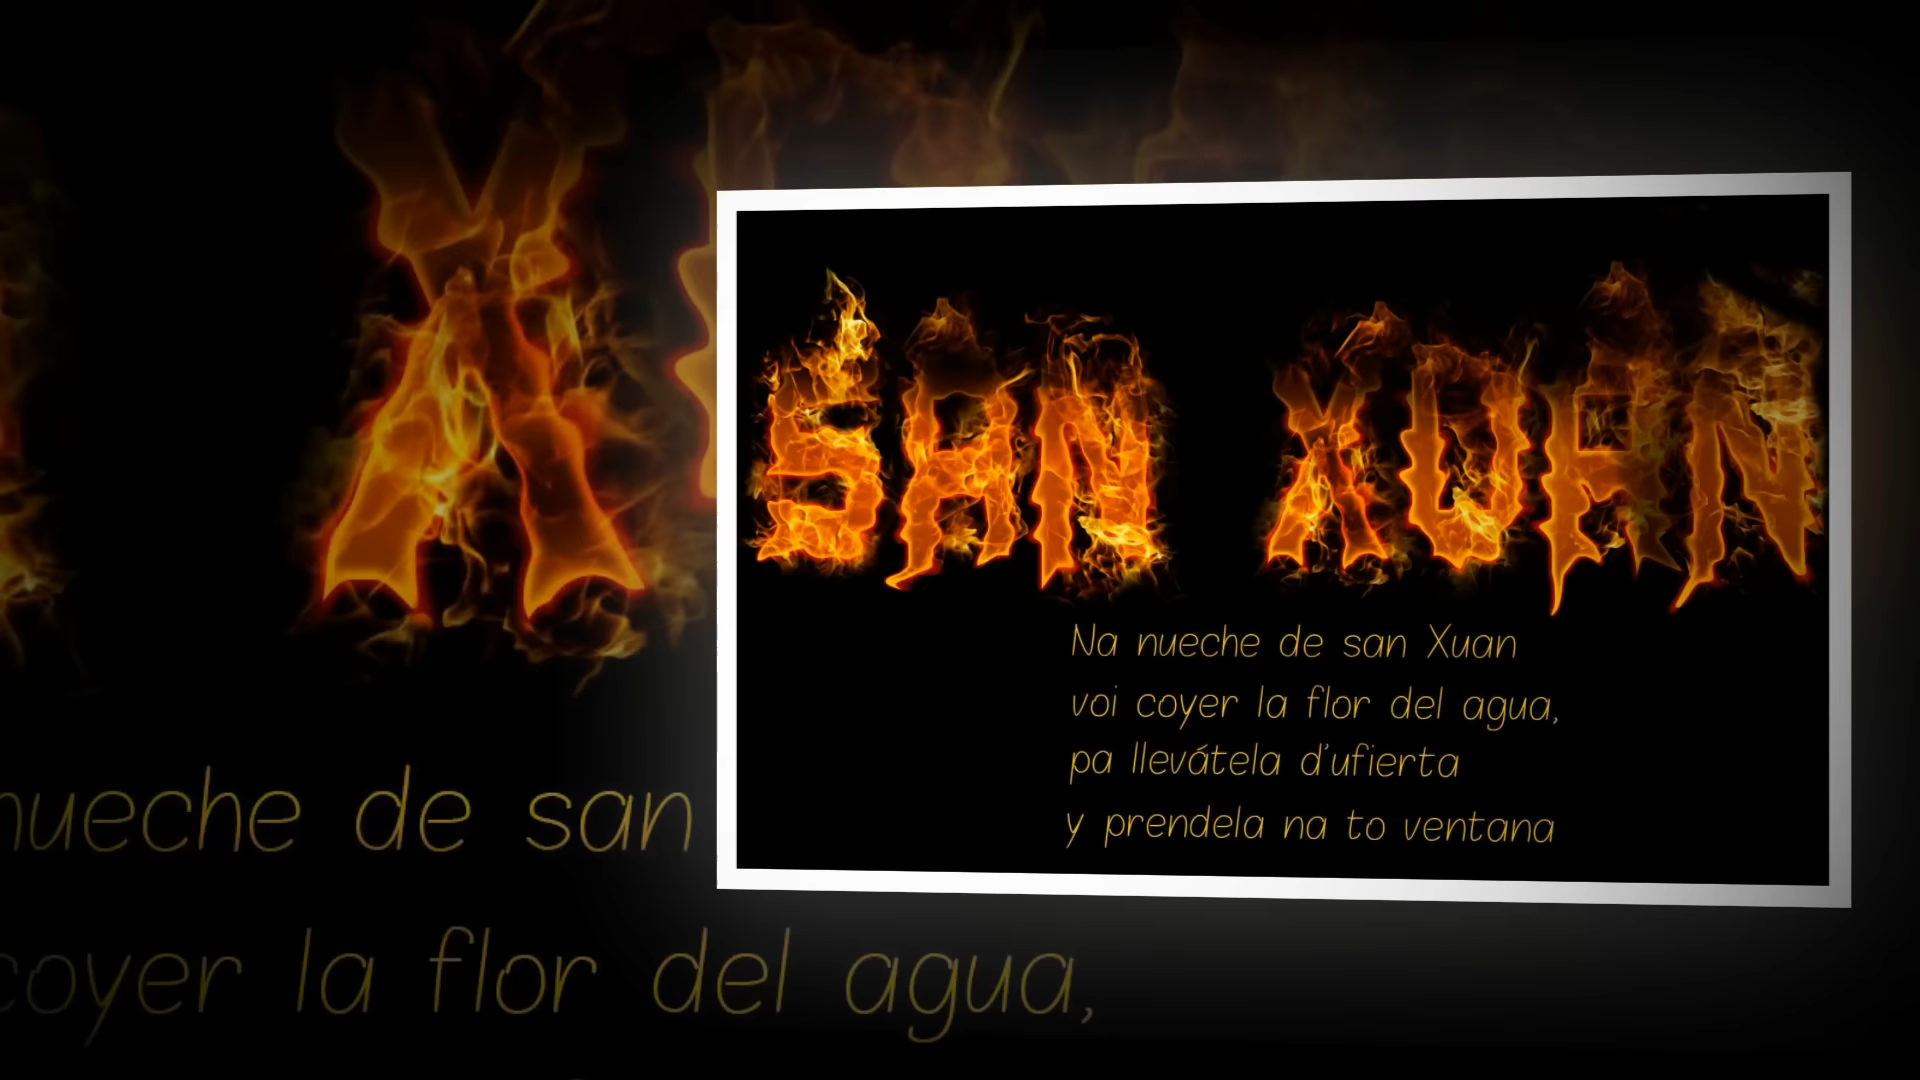 SAN XUAN
Na nueche de san Xuan
voi coyer la flor del agua,
pa llevátela d'ufierta
y prendela na to ventana
X
nueche de san
coyer la flor del agua,